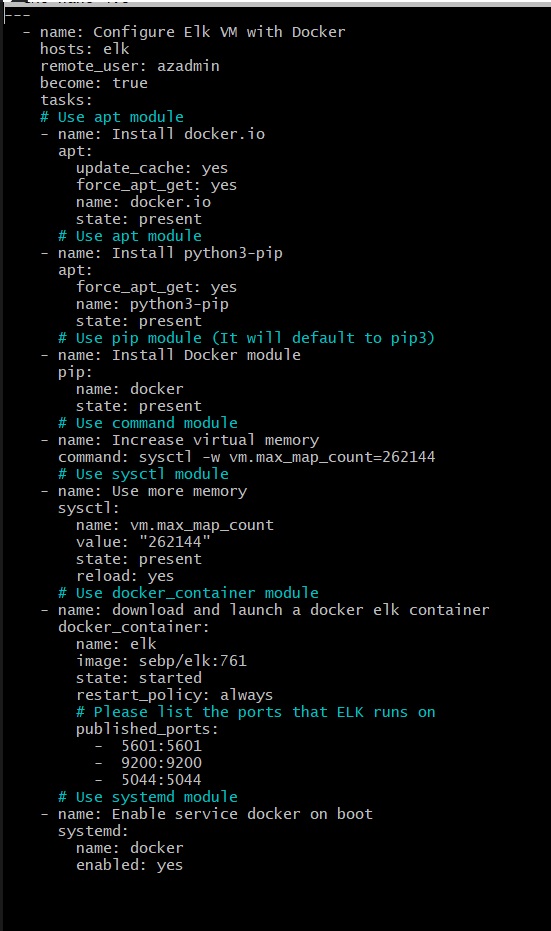 ---
  - name: Configure Elk VM with Docker
    hosts: elk
    remote_user: azadmin
    become: true
    tasks:
    # Use apt module
    - name: Install docker.io
      apt:
        update_cache: yes
        force_apt_get: yes
        name: docker.io
        state: present
      # Use apt module
    - name: Install python3-pip
      apt:
        force_apt_get: yes
        name: python3-pip
        state: present
      # Use pip module (It will default to pip3)
    - name: Install Docker module
      pip:
        name: docker
        state: present
      # Use command module
    - name: Increase virtual memory
      command: sysctl -w vm.max_map_count=262144
      # Use sysctl module
    - name: Use more memory
      sysctl:
        name: vm.max_map_count
        value: "262144"
        state: present
        reload: yes
      # Use docker_container module
    - name: download and launch a docker elk container
      docker_container:
        name: elk
        image: sebp/elk:761
        state: started
        restart_policy: always
        # Please list the ports that ELK runs on
        published_ports:
          -  5601:5601
          -  9200:9200
          -  5044:5044
      # Use systemd module
    - name: Enable service docker on boot
      systemd:
        name: docker
        enabled: yes